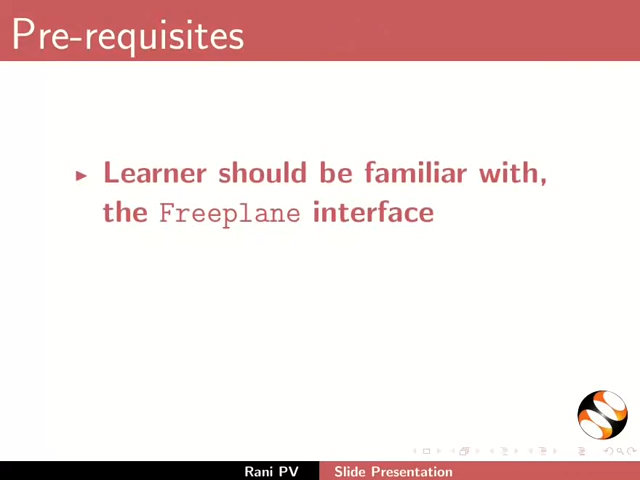 Pre-requisites
Learner should be familiar with,
the Freeplane interface
Rani PV
Slide Presentation